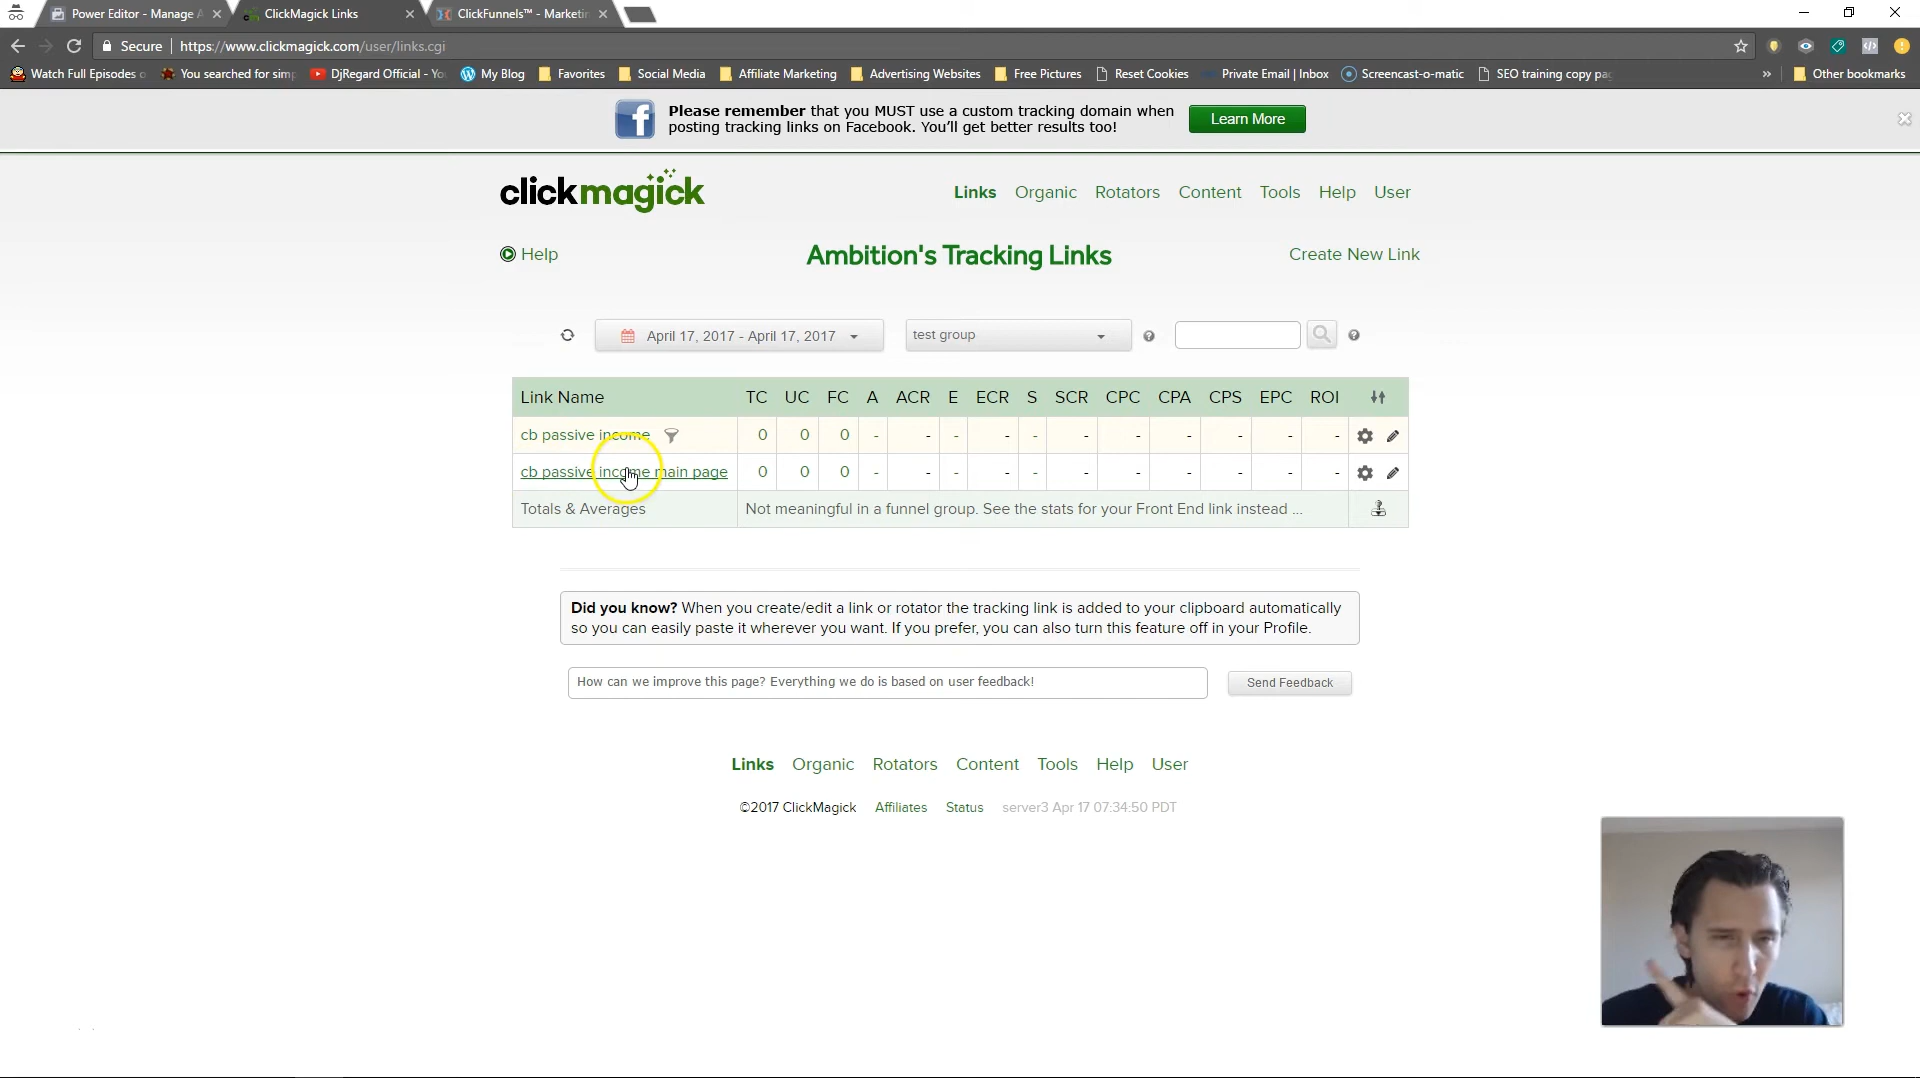 Power Editor - Manage A
ClickMagick Links
ClickFunnels™ - Marketin
Secure
https://www.clickmagick.com/user/links.cgi
Watch Full Episodes o
You searched for simp
DjRegard Official - Yo
My Blog
Favorites
Social Media
Affiliate Marketing
Advertising Websites
Free Pictures
Reset Cookies
Private Email | Inbox
Screencast-o-matic
SEO training copy pag
»
Other bookmarks
Please remember that you MUST use a custom tracking domain when
posting tracking links on Facebook. You'll get better results too!
Learn More
clickmagick
Links Organic Rotators Content Tools Help User
Help
Ambition's Tracking Links
Create New Link
April 17, 2017 - April 17, 2017
test group
Link Name TC UC FC A ACR E ECR S SCR CPC CPA CPS EPC ROI
cb passive income 0 0 0 - - - - - - - - - - -
cb passive income main page 0 0 0 - - - - - - - - - - -
Totals & Averages Not meaningful in a funnel group. See the stats for your Front End link instead ...
Did you know? When you create/edit a link or rotator the tracking link is added to your clipboard automatically
so you can easily paste it wherever you want. If you prefer, you can also turn this feature off in your Profile.
How can we improve this page? Everything we do is based on user feedback!
Send Feedback
Links Organic Rotators Content Tools Help User
©2017 ClickMagick Affiliates Status server3 Apr 17 07:34:50 PDT